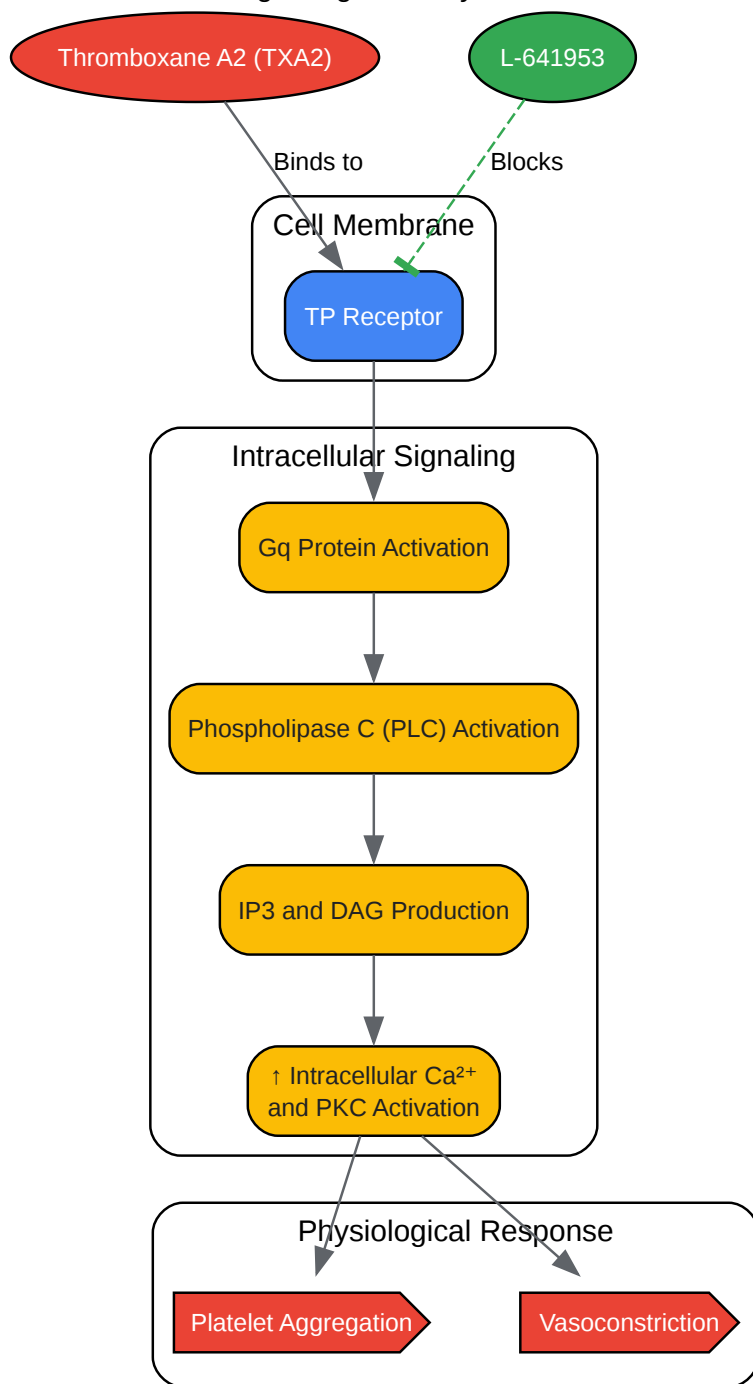 Thromboxane A2 (TXA2)
L-641953
Binds to
Blocks
Cell Membrane
TP Receptor
Intracellular Signaling
Gq Protein Activation
Phospholipase C (PLC) Activation
IP3 and DAG Production
↑ Intracellular Ca²⁺
and PKC Activation
Physiological Response
Platelet Aggregation
Vasoconstriction